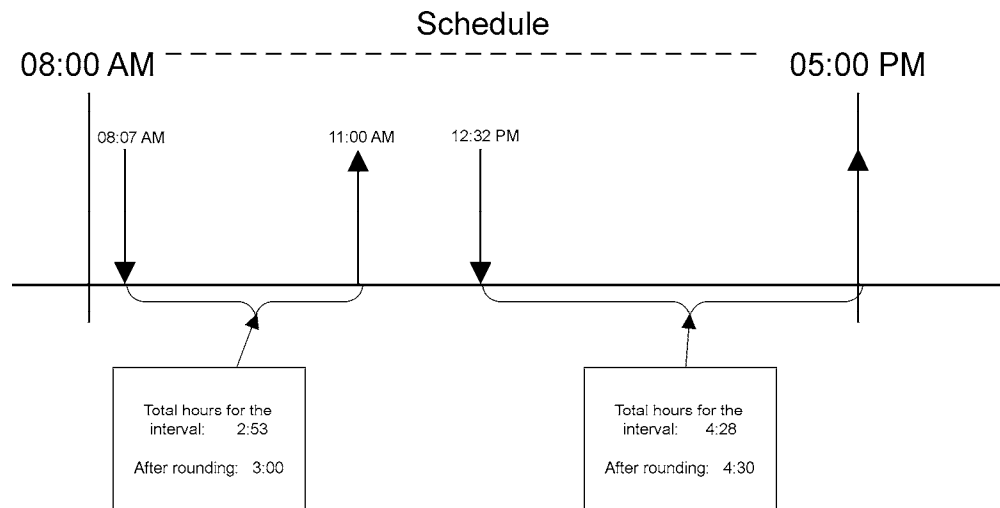 Schedule
08:00 AM
05:00 PM
08:07 AM
11:00 AM
12:32 PM
Total hours for the
interval: 2:53
After rounding: 3:00
Total hours for the
interval: 4:28
After rounding: 4:30